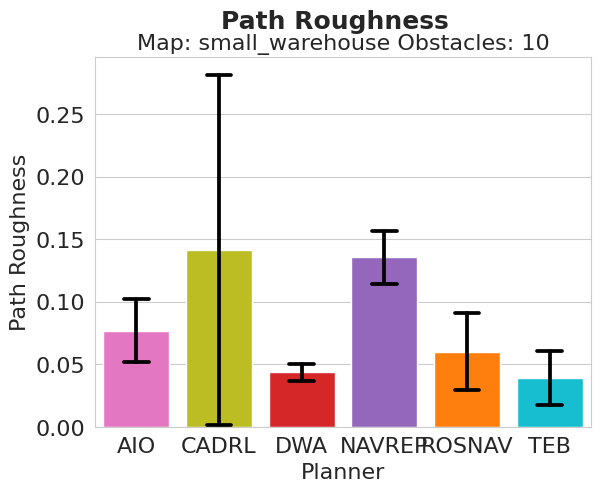 Path Roughness
Map: small_warehouse Obstacles: 10
Path Roughness
0.25
0.20
0.15
0.10
0.05
0.00
AIO CADRL DWA NAVREP ROSNAV TEB
Planner